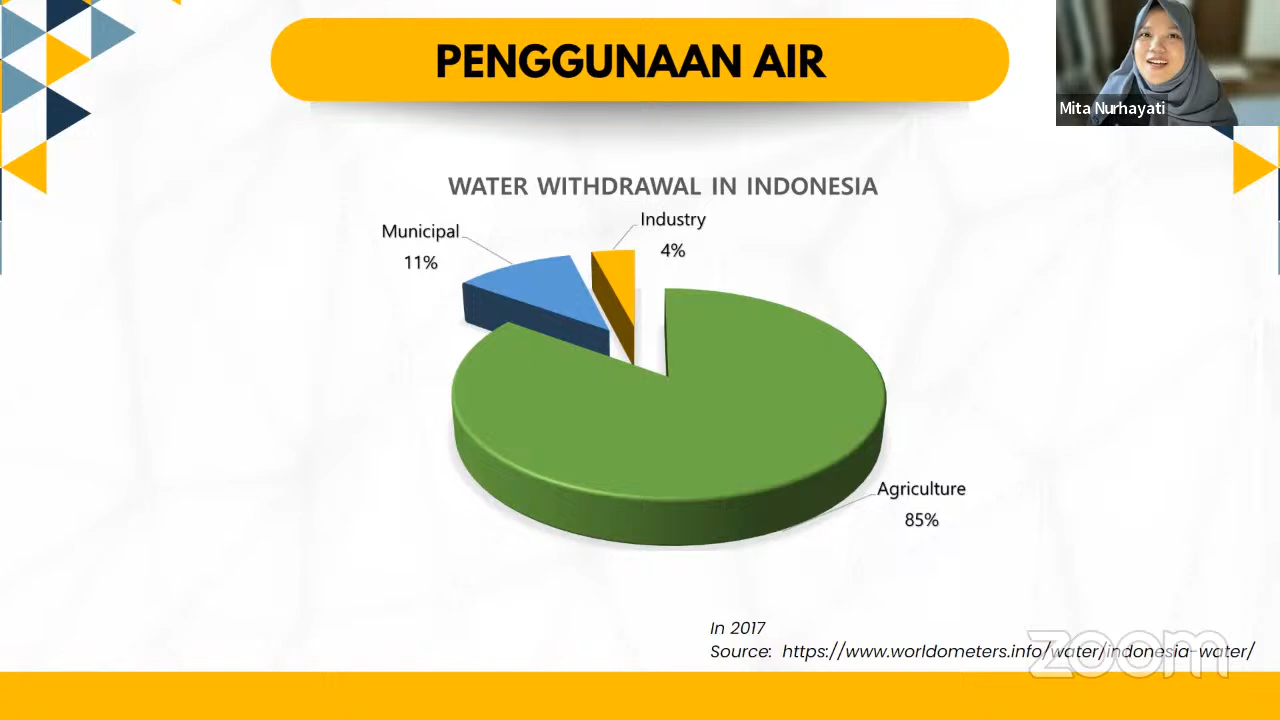 PENGGUNAAN AIR
Mita Nurhayati
WATER WITHDRAWAL IN INDONESIA
Industry
4%
Municipal
11%
Agriculture
85%
In 2017
Source: https://www.worldometers.info/water/indonesia-water/
zoom